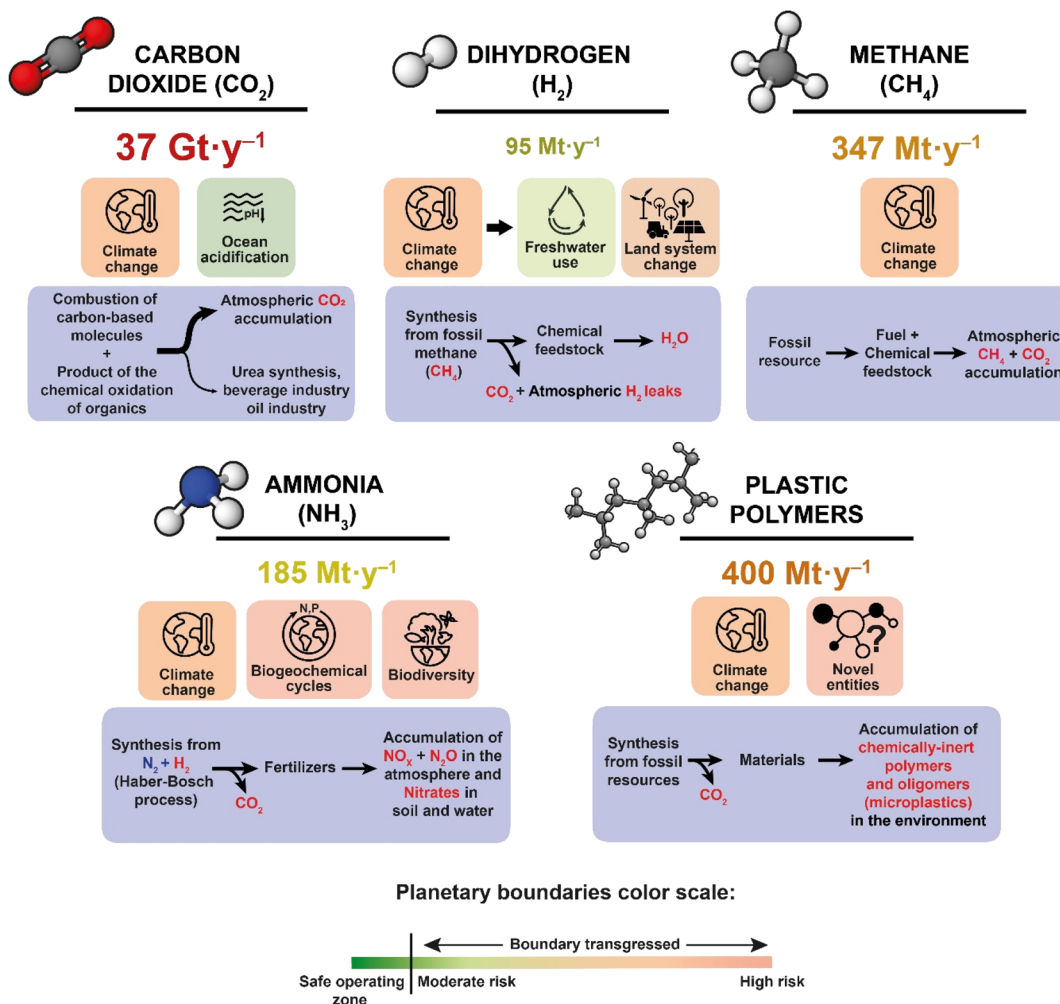 CARBON
DIOXIDE (CO₂)
37 Gt·y⁻¹
Climate
change
pH
Ocean
acidification
Combustion of
carbon-based
molecules
+
Product of the
chemical oxidation
of organics
Atmospheric CO₂
accumulation
Urea synthesis,
beverage industry
oil industry
DIHYDROGEN
(H₂)
95 Mt·y⁻¹
Climate
change
Freshwater
use
Land system
change
Synthesis
from fossil
methane
(CH₄)
Chemical
feedstock
H₂O
CO₂ + Atmospheric H₂ leaks
METHANE
(CH₄)
347 Mt·y⁻¹
Climate
change
Fossil
resource
Fuel +
Chemical
feedstock
Atmospheric
CH₄ + CO₂
accumulation
AMMONIA
(NH₃)
185 Mt·y⁻¹
Climate
change
N,P
Biogeochemical
cycles
Biodiversity
Synthesis from
N₂ + H₂
(Haber-Bosch
process)
CO₂
Fertilizers
Accumulation of
NOₓ + N₂O in the
atmosphere and
Nitrates in
soil and water
PLASTIC
POLYMERS
400 Mt·y⁻¹
Climate
change
?
Novel
entities
Synthesis
from fossil
resources
CO₂
Materials
Accumulation of
chemically-inert
polymers
and oligomers
(microplastics)
in the environment
Planetary boundaries color scale:
Boundary transgressed
Safe operating
zone
Moderate risk
High risk